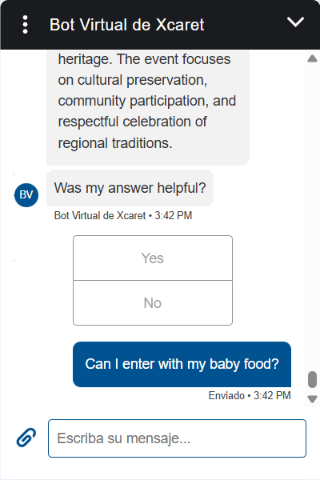 Bot Virtual de Xcaret
heritage. The event focuses
on cultural preservation,
community participation, and
respectful celebration of
regional traditions.
Was my answer helpful?
BV
Bot Virtual de Xcaret • 3:42 PM
Yes
No
Can I enter with my baby food?
Enviado • 3:42 PM
Escriba su mensaje...